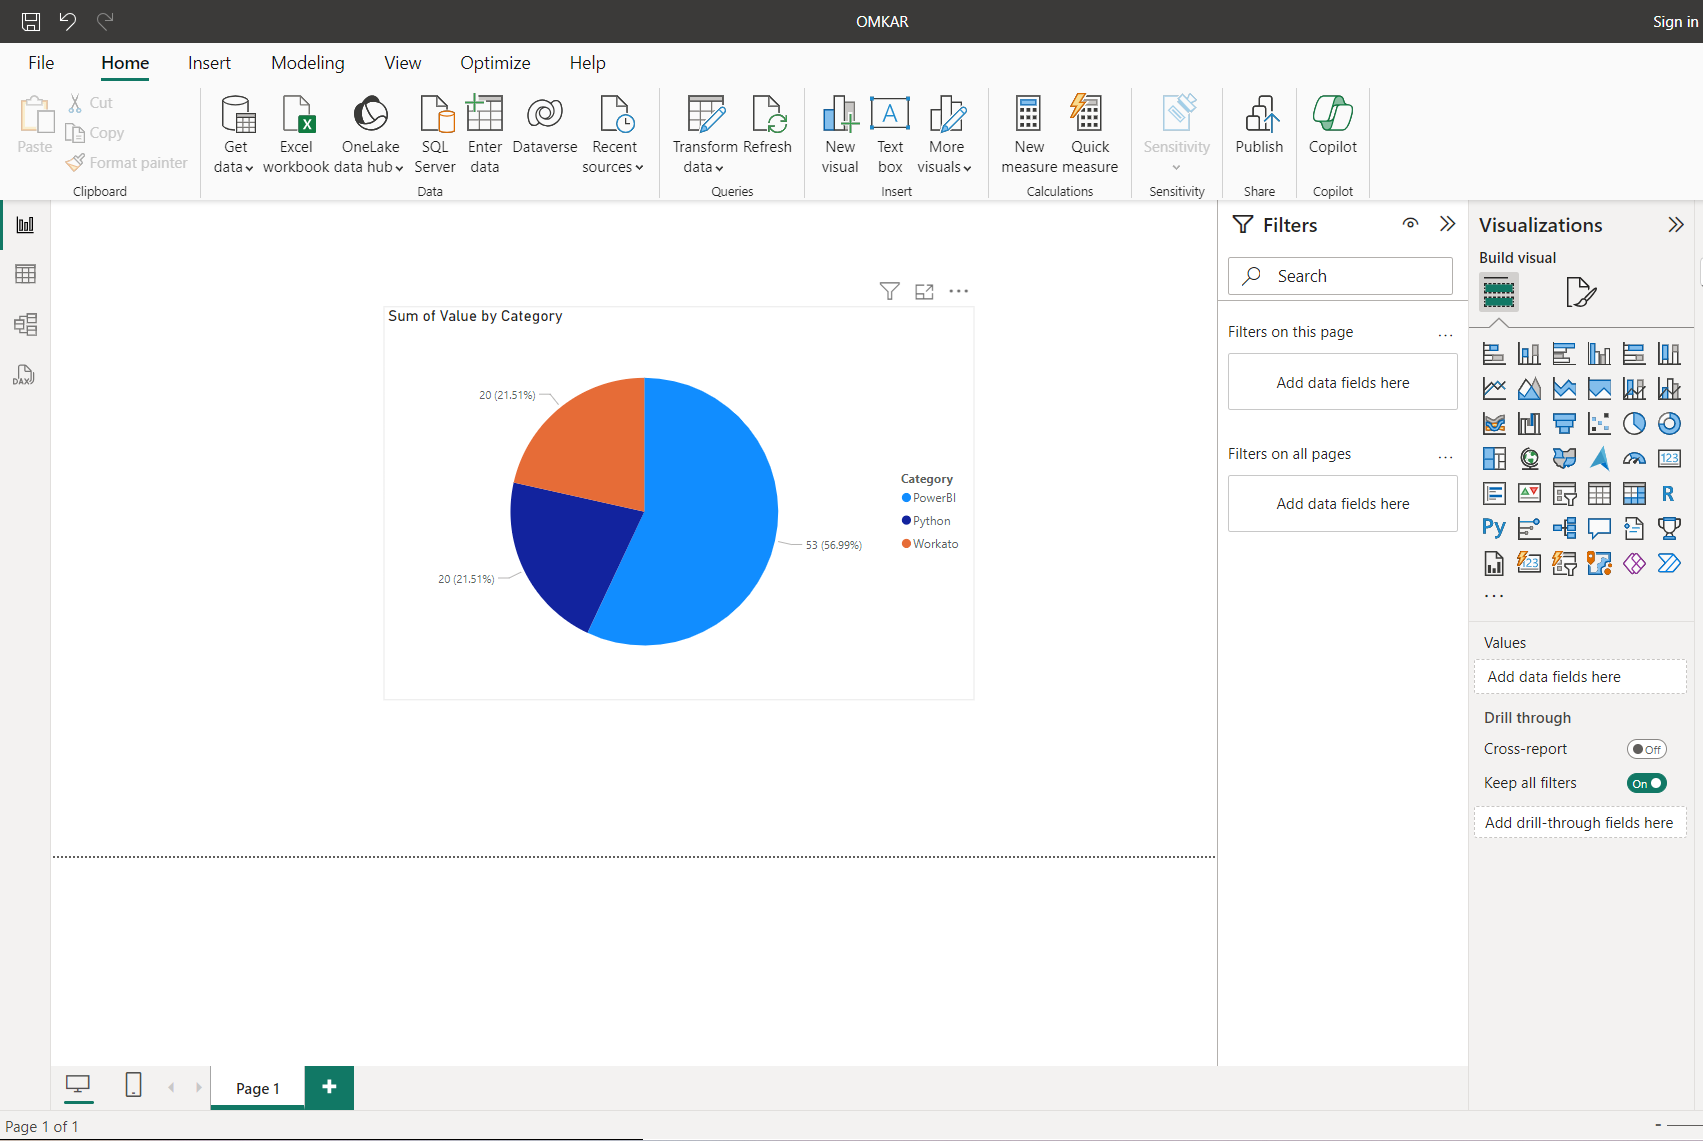 OMKAR
Sign in
File Home Insert Modeling View Optimize Help
Paste
Cut
Copy
Format painter
Clipboard
Get data
Excel workbook
OneLake data hub
SQL Server
Enter data
Dataverse
Recent sources
Data
Transform data
Refresh
Queries
New visual
Text box
More visuals
Insert
New measure
Quick measure
Calculations
Sensitivity
Sensitivity
Publish
Share
Copilot
Copilot
DAX
Sum of Value by Category
20 (21.51%)
20 (21.51%)
53 (56.99%)
Category
PowerBI
Python
Workato
Filters
Search
Filters on this page
...
Add data fields here
Filters on all pages
...
Add data fields here
Visualizations
Build visual
123
R
Py
123
...
Values
Add data fields here
Drill through
Cross-report
Off
Keep all filters
On
Add drill-through fields here
Page 1
+
Page 1 of 1
-